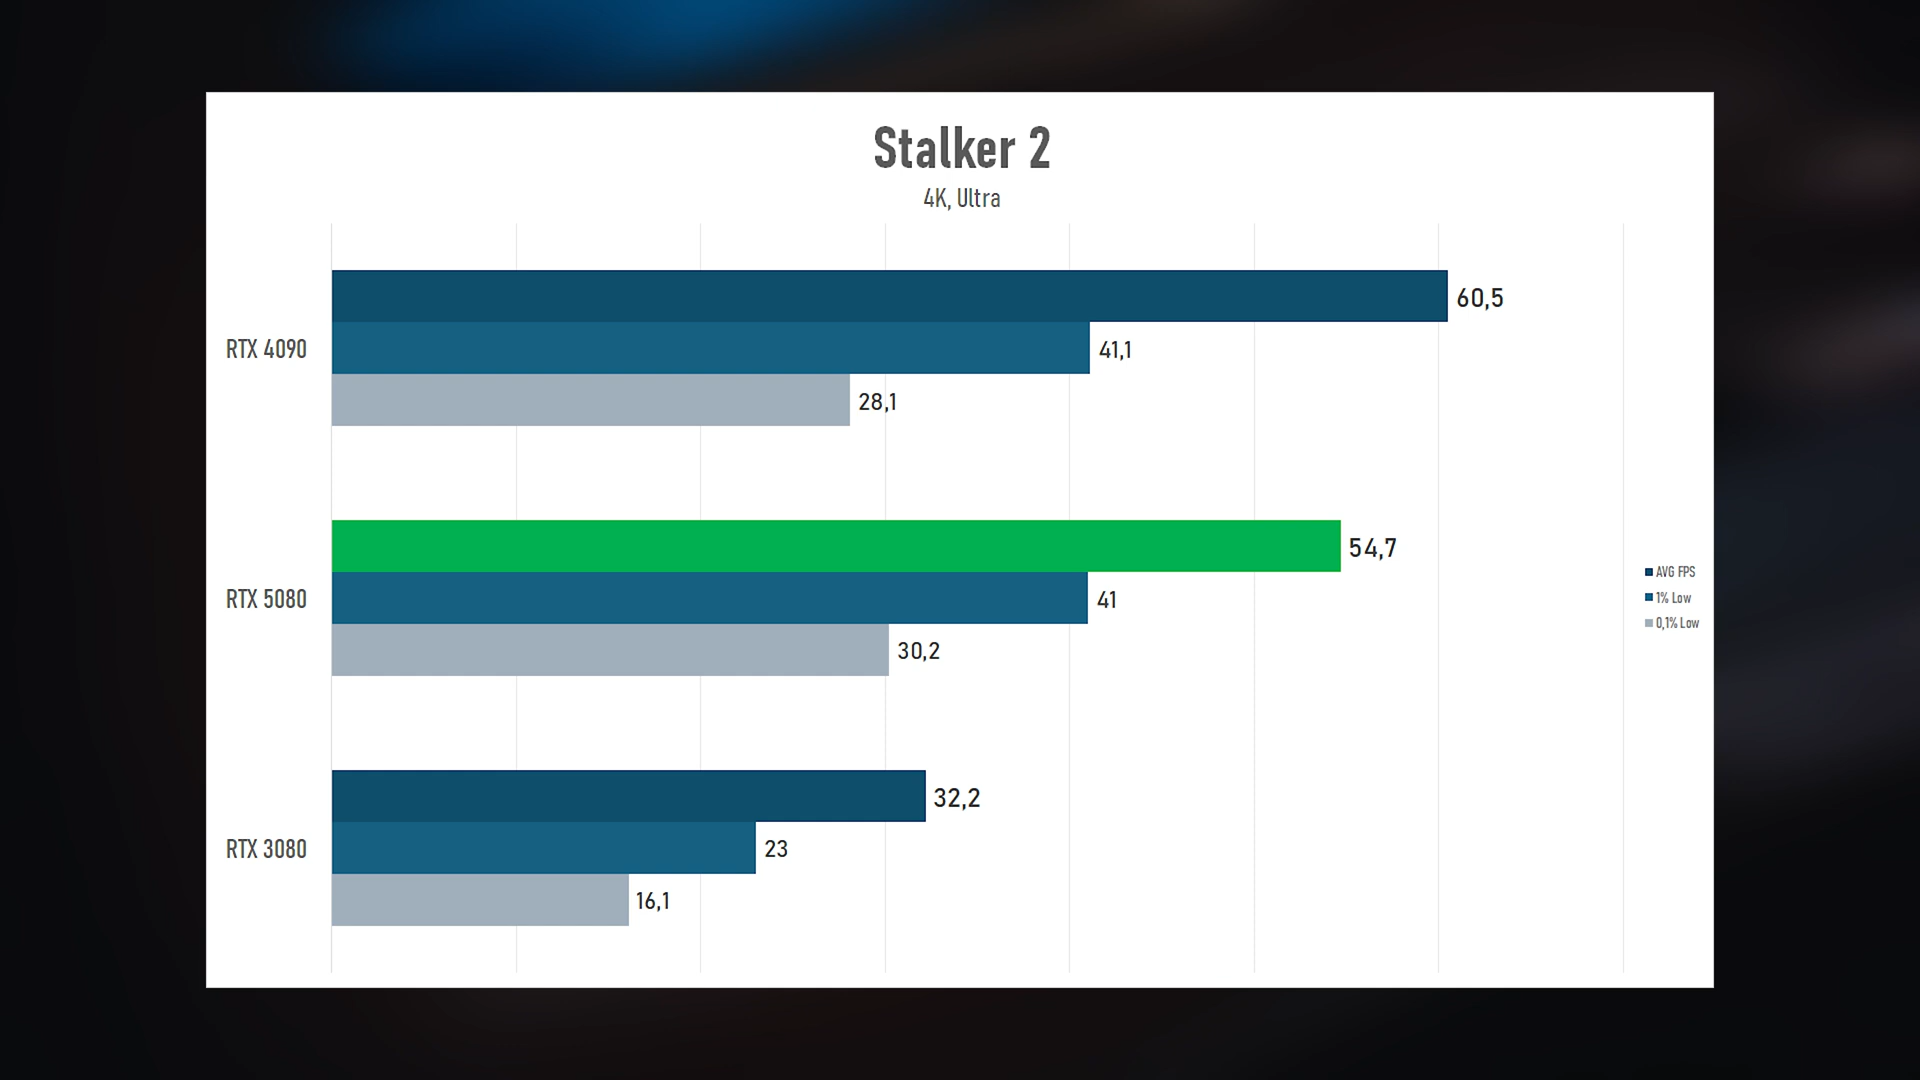 Stalker 2
4K, Ultra
RTX 4090
60,5
41,1
28,1
RTX 5080
54,7
41
30,2
RTX 3080
32,2
23
16,1
AVG FPS
1% Low
0,1% Low